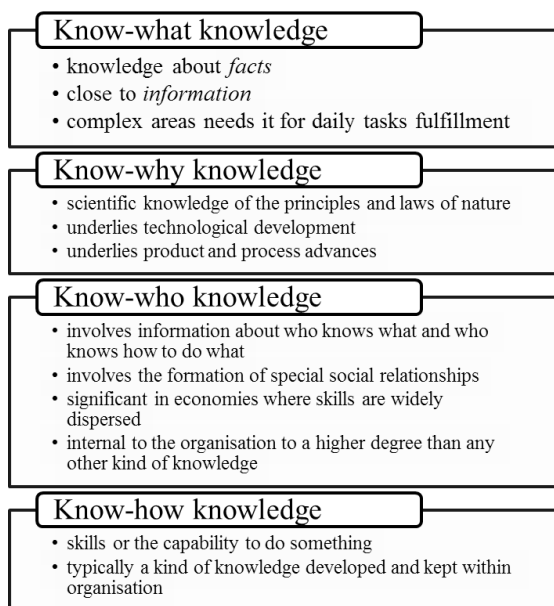 Know-what knowledge
• knowledge about facts
• close to information
• complex areas needs it for daily tasks fulfillment
Know-why knowledge
• scientific knowledge of the principles and laws of nature
• underlies technological development
• underlies product and process advances
Know-who knowledge
• involves information about who knows what and who
knows how to do what
• involves the formation of special social relationships
• significant in economies where skills are widely
dispersed
• internal to the organisation to a higher degree than any
other kind of knowledge
Know-how knowledge
• skills or the capability to do something
• typically a kind of knowledge developed and kept within
organisation